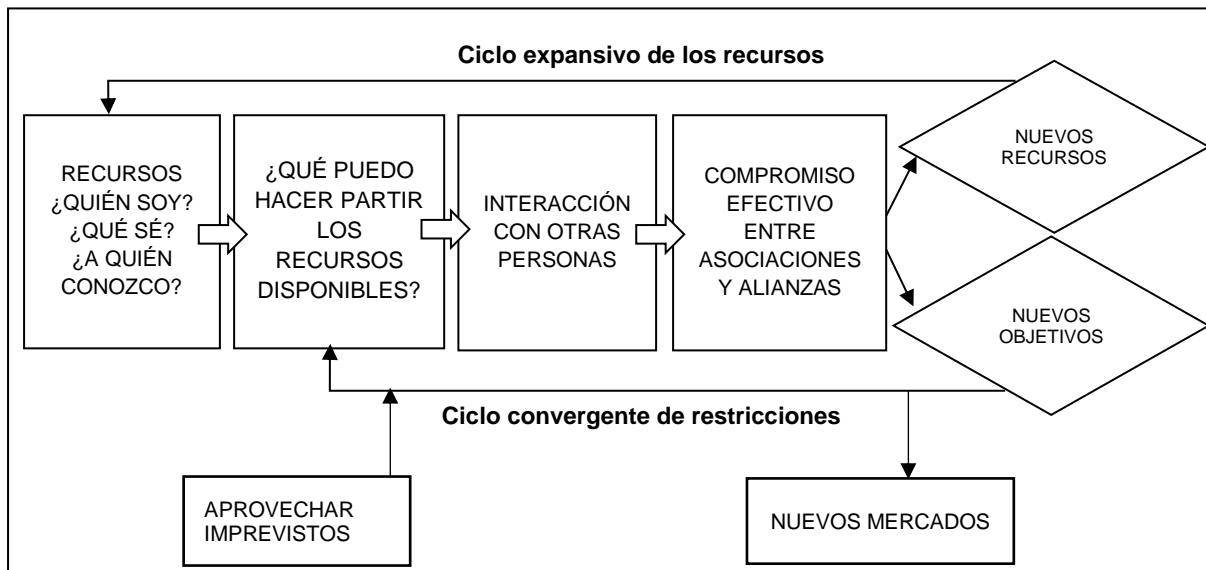 Ciclo expansivo de los recursos
RECURSOS
¿QUIÉN SOY?
¿QUÉ SÉ?
¿A QUIÉN
CONOZCO?
¿QUÉ PUEDO
HACER PARTIR
LOS
RECURSOS
DISPONIBLES?
INTERACCIÓN
CON OTRAS
PERSONAS
COMPROMISO
EFECTIVO
ENTRE
ASOCIACIONES
Y ALIANZAS
NUEVOS
RECURSOS
NUEVOS
OBJETIVOS
Ciclo convergente de restricciones
APROVECHAR
IMPREVISTOS
NUEVOS MERCADOS